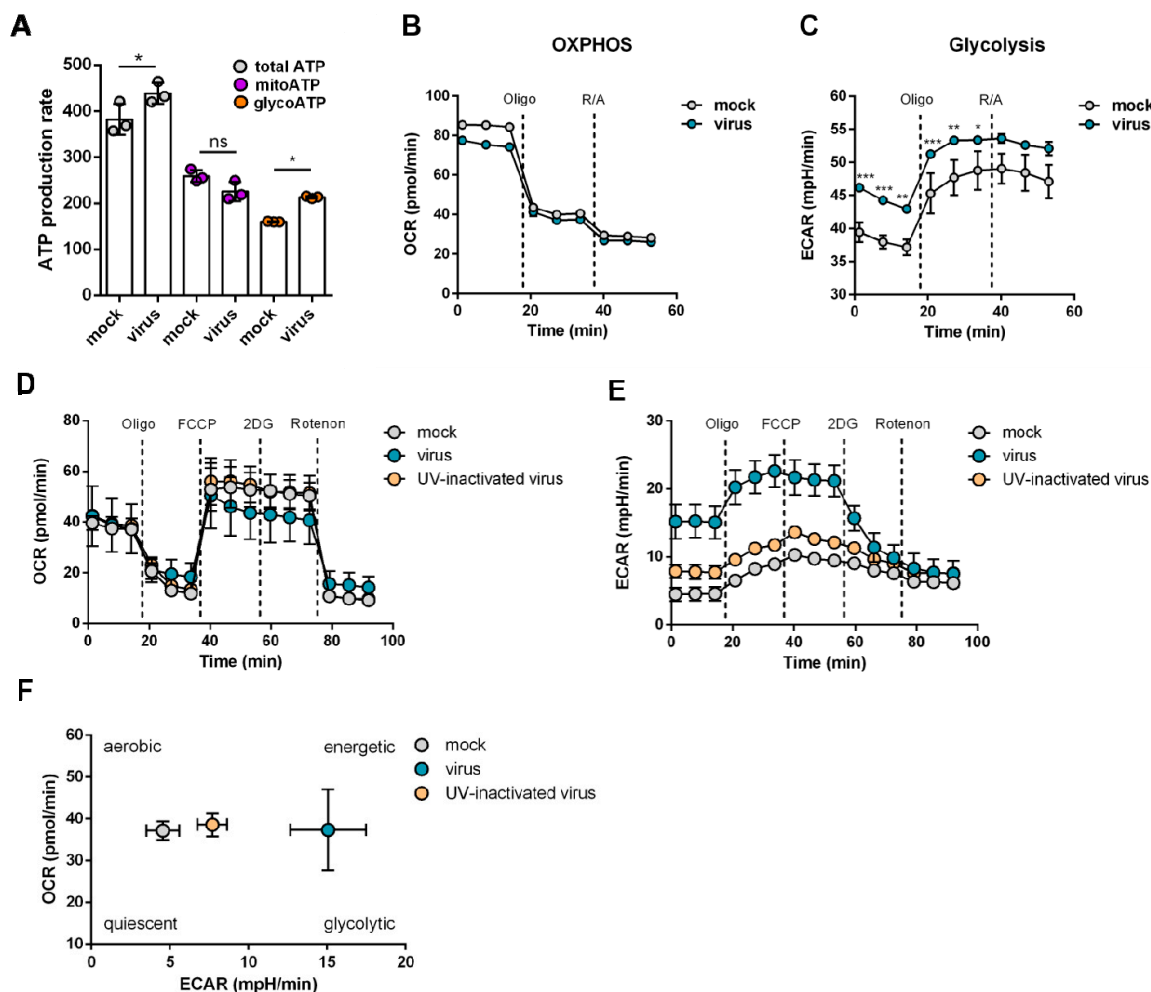 A
500
400
300
200
100
0
ATP production rate
*
ns
*
total ATP
mitoATP
glycoATP
mock
virus
mock
virus
mock
virus
B
OXPHOS
100
80
60
40
20
0
OCR (pmol/min)
Oligo
R/A
mock
virus
0 20 40 60
Time (min)
C
Glycolysis
60
55
50
45
40
35
30
ECAR (mpH/min)
Oligo
R/A
*** *** ** *** ** *
mock
virus
0 20 40 60
Time (min)
D
80
60
40
20
0
OCR (pmol/min)
Oligo FCCP 2DG Rotenon
mock
virus
UV-inactivated virus
0 20 40 60 80 100
Time (min)
E
30
20
10
0
ECAR (mpH/min)
Oligo FCCP 2DG Rotenon
mock
virus
UV-inactivated virus
0 20 40 60 80 100
Time (min)
F
60
50
40
30
20
10
OCR (pmol/min)
aerobic energetic
quiescent glycolytic
mock
virus
UV-inactivated virus
0 5 10 15 20
ECAR (mpH/min)